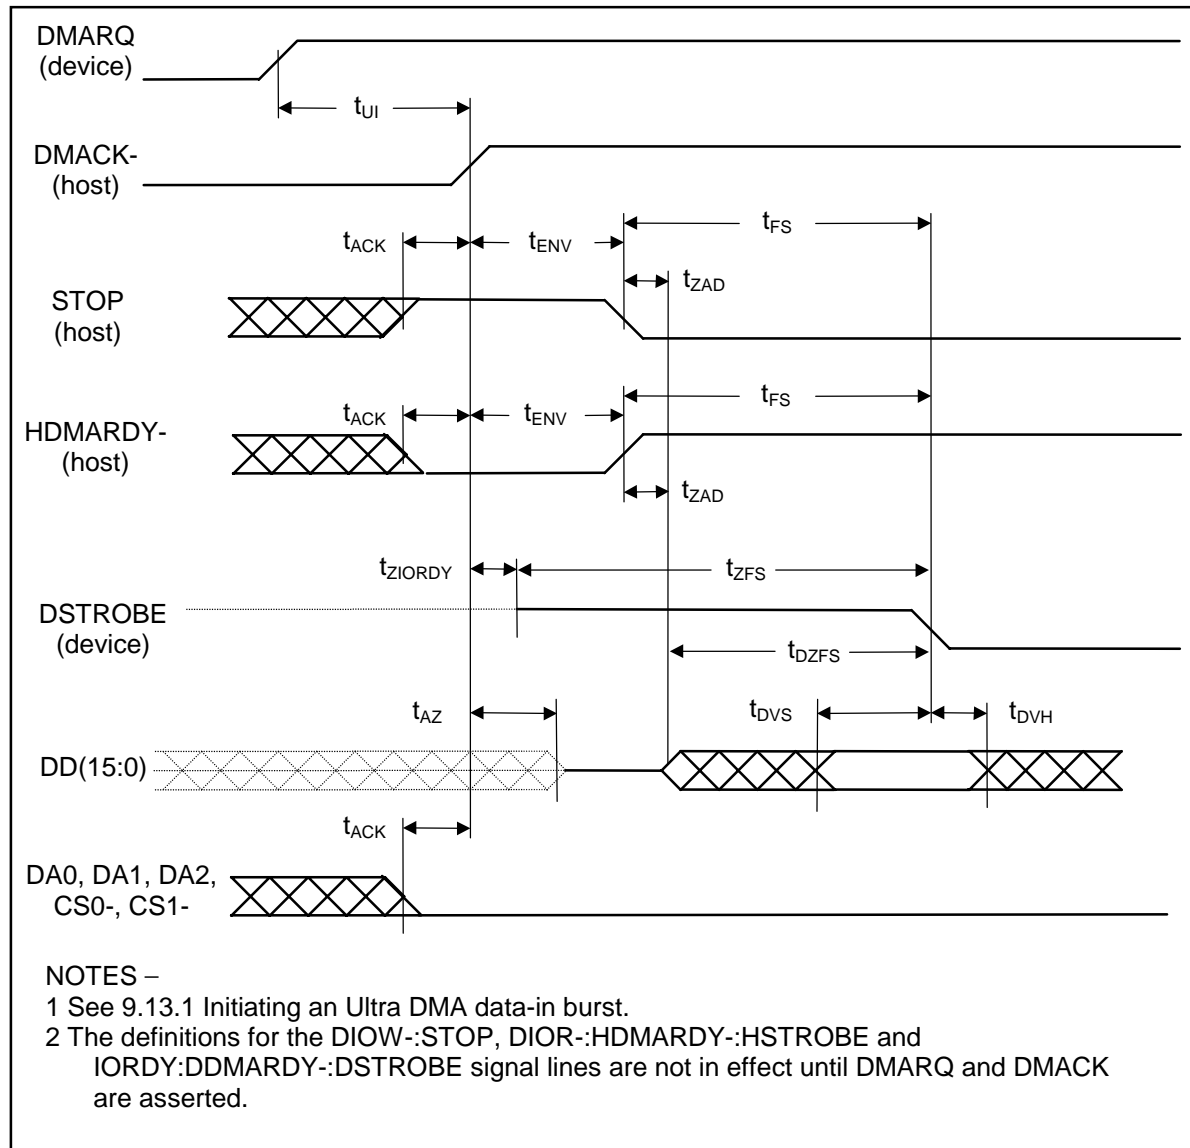 DMARQ
(device)
tUI
DMACK-
(host)
tFS
tACK
tENV
tZAD
STOP
(host)
tFS
tACK
tENV
HDMARDY-
(host)
tZAD
tZIORDY
tZFS
DSTROBE
(device)
tDZFS
tAZ
tDVS
tDVH
DD(15:0)
tACK
DA0, DA1, DA2,
CS0-, CS1-
NOTES –
1 See 9.13.1 Initiating an Ultra DMA data-in burst.
2 The definitions for the DIOW-:STOP, DIOR-:HDMARDY-:HSTROBE and
IORDY:DDMARDY-:DSTROBE signal lines are not in effect until DMARQ and DMACK
are asserted.